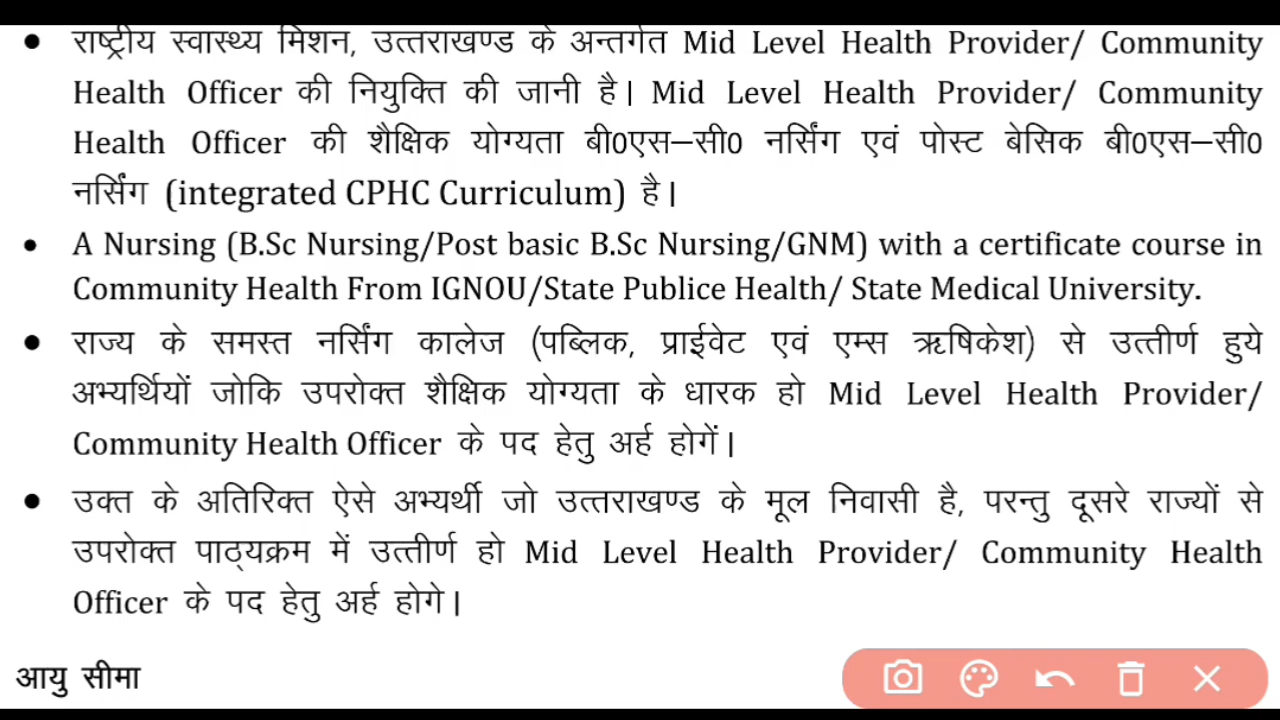 • राष्ट्रीय स्वास्थ्य मिशन, उत्तराखण्ड के अन्तर्गत Mid Level Health Provider/ Community
Health Officer की नियुक्ति की जानी है। Mid Level Health Provider/ Community
Health Officer की शैक्षिक योग्यता बी0एस–सी0 नर्सिंग एवं पोस्ट बेसिक बी0एस–सी0
नर्सिंग (integrated CPHC Curriculum) है।
• A Nursing (B.Sc Nursing/Post basic B.Sc Nursing/GNM) with a certificate course in
Community Health From IGNOU/State Publice Health/ State Medical University.
• राज्य के समस्त नर्सिंग कालेज (पब्लिक, प्राईवेट एवं एम्स ऋषिकेश) से उत्तीर्ण हुये
अभ्यर्थियों जोकि उपरोक्त शैक्षिक योग्यता के धारक हो Mid Level Health Provider/
Community Health Officer के पद हेतु अर्ह होगें।
• उक्त के अतिरिक्त ऐसे अभ्यर्थी जो उत्तराखण्ड के मूल निवासी है, परन्तु दूसरे राज्यों से
उपरोक्त पाठ्यक्रम में उत्तीर्ण हो Mid Level Health Provider/ Community Health
Officer के पद हेतु अर्ह होगे।
आयु सीमा